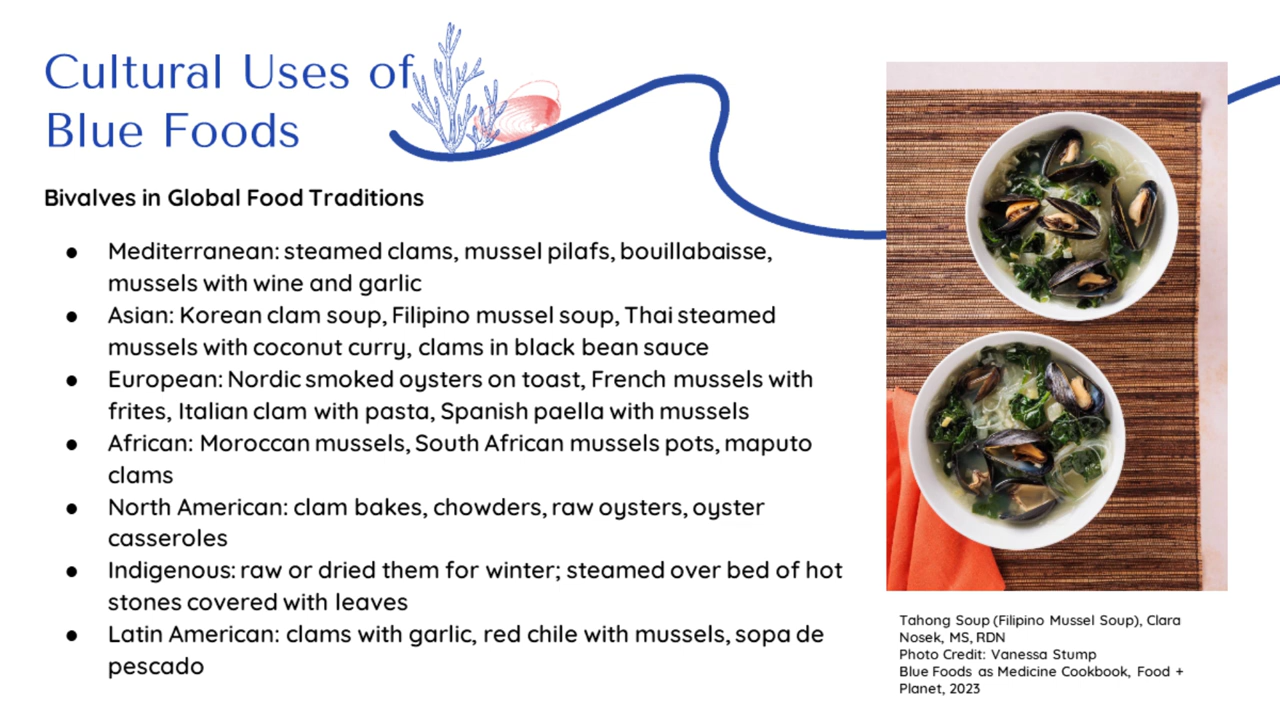 Cultural Uses of
Blue Foods
Bivalves in Global Food Traditions
● Mediterranean: steamed clams, mussel pilafs, bouillabaisse,
mussels with wine and garlic
● Asian: Korean clam soup, Filipino mussel soup, Thai steamed
mussels with coconut curry, clams in black bean sauce
● European: Nordic smoked oysters on toast, French mussels with
frites, Italian clam with pasta, Spanish paella with mussels
● African: Moroccan mussels, South African mussels pots, maputo
clams
● North American: clam bakes, chowders, raw oysters, oyster
casseroles
● Indigenous: raw or dried them for winter; steamed over bed of hot
stones covered with leaves
● Latin American: clams with garlic, red chile with mussels, sopa de
pescado
Tahong Soup (Filipino Mussel Soup), Clara
Nosek, MS, RDN
Photo Credit: Vanessa Stump
Blue Foods as Medicine Cookbook, Food +
Planet, 2023